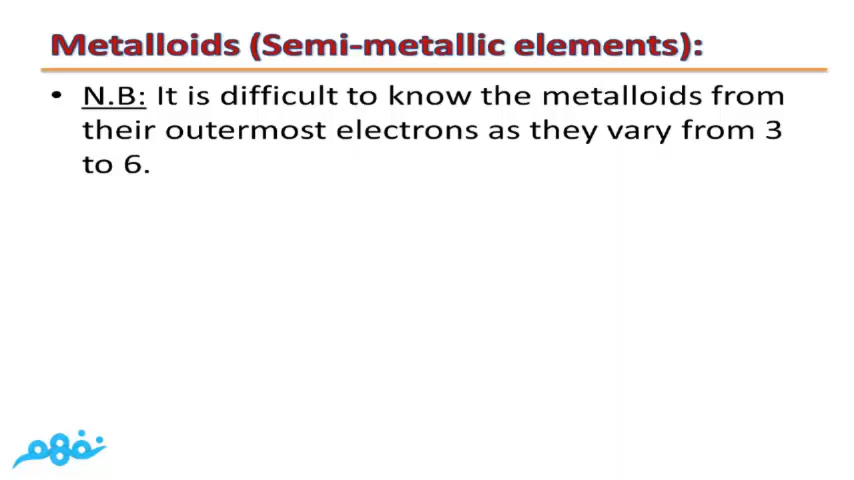 Metalloids (Semi-metallic elements):
• N.B: It is difficult to know the metalloids from
their outermost electrons as they vary from 3
to 6.
نفهم